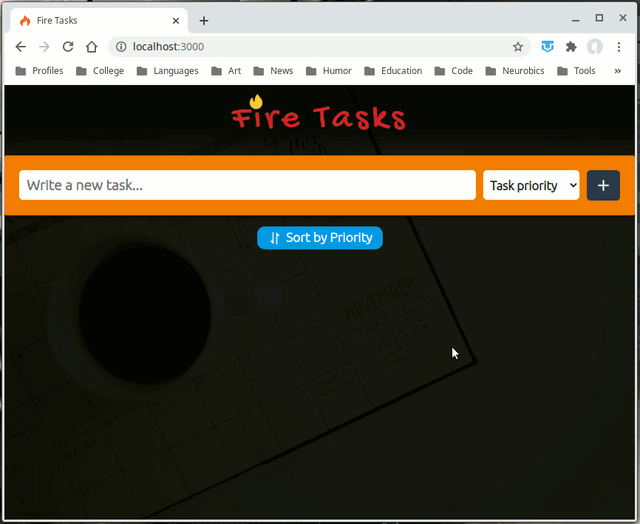 Fire Tasks
localhost:3000
Profiles College Languages Art News Humor Education Code Neurobics Tools »
Fire Tasks
Write a new task...
Task priority
Sort by Priority
NOVEMBER